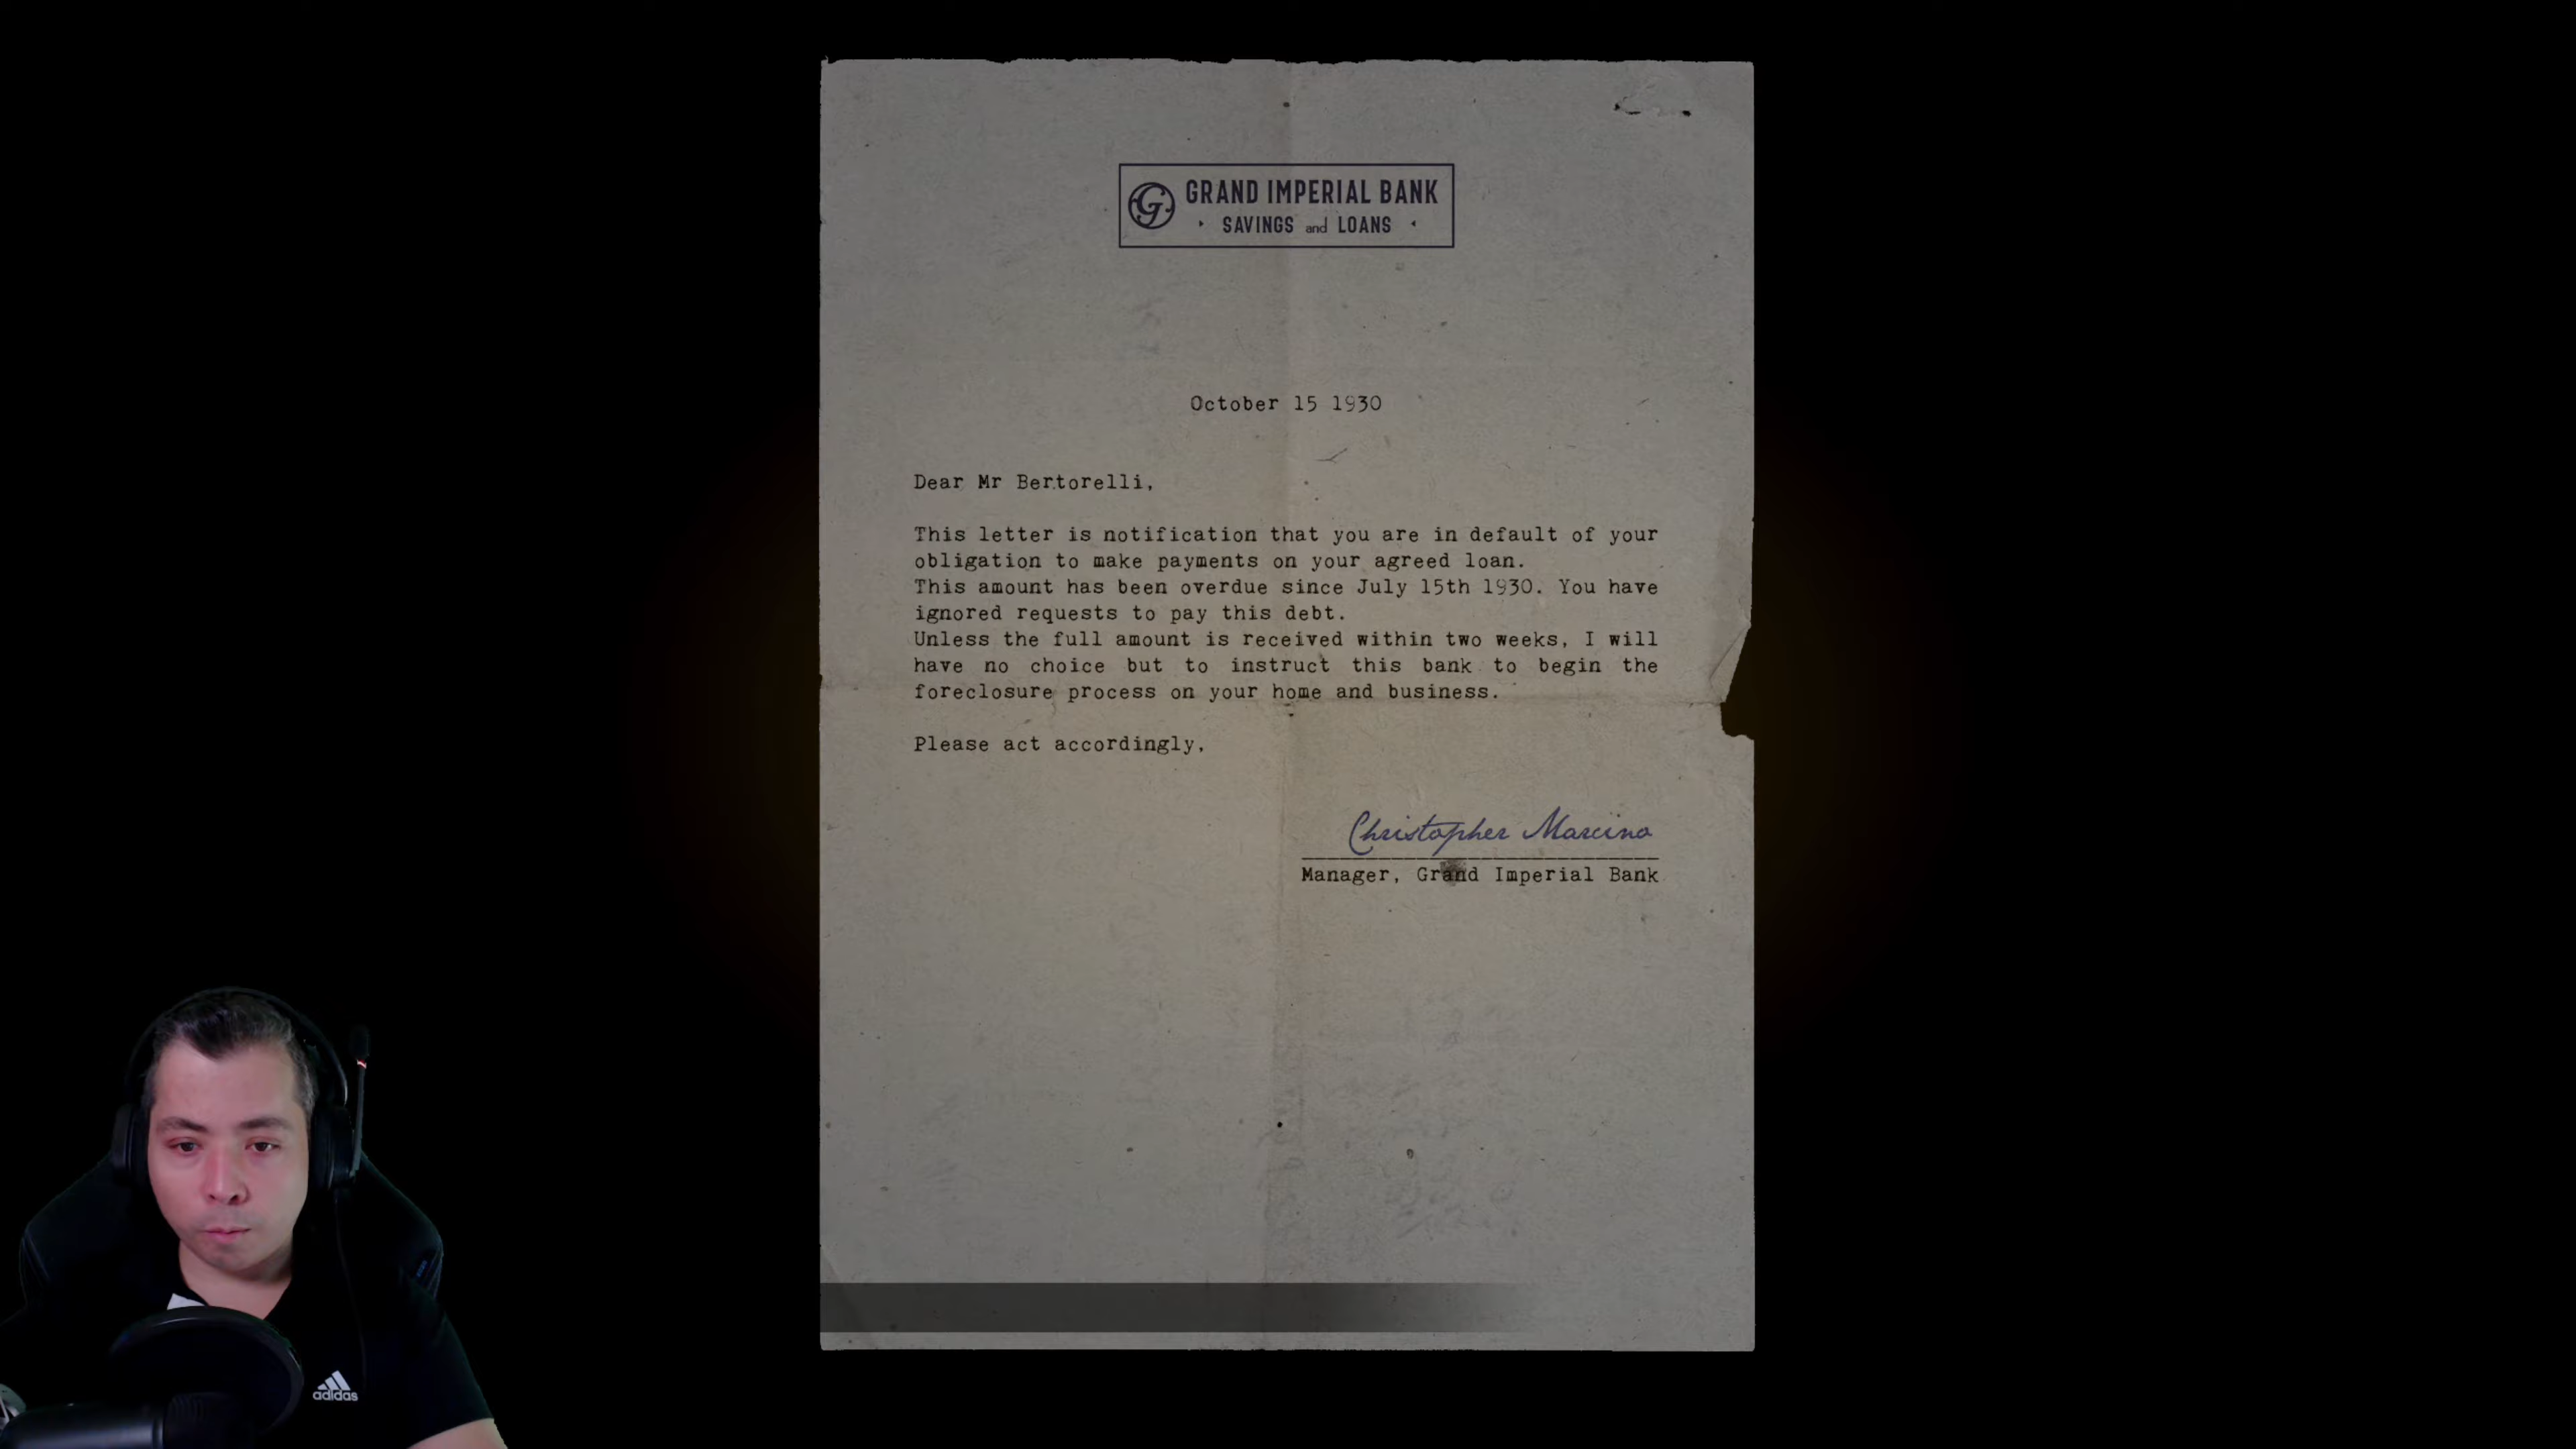 GRAND IMPERIAL BANK
SAVINGS and LOANS
October 15 1930
Dear Mr Bertorelli,
This letter is notification that you are in default of your
obligation to make payments on your agreed loan.
This amount has been overdue since July 15th 1930. You have
ignored requests to pay this debt.
Unless the full amount is received within two weeks, I will
have no choice but to instruct this bank to begin the
foreclosure process on your home and business.
Please act accordingly,
Christopher Marcino
Manager, Grand Imperial Bank
adidas